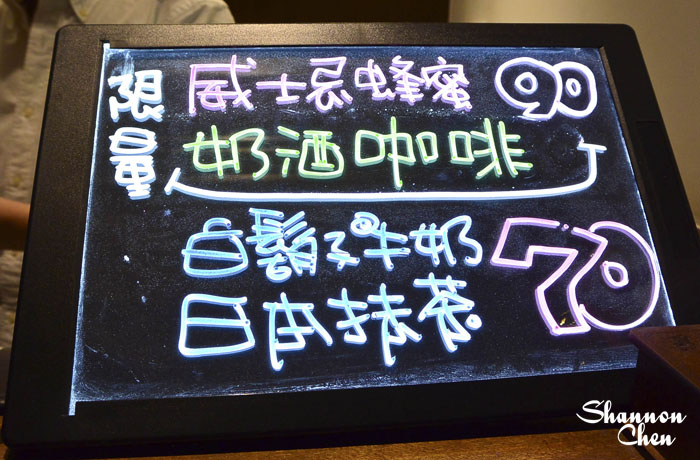 限量
威士忌蜂蜜 90
奶酒咖啡
白鬍子牛奶 70
日本抹茶
Shannon
Chen